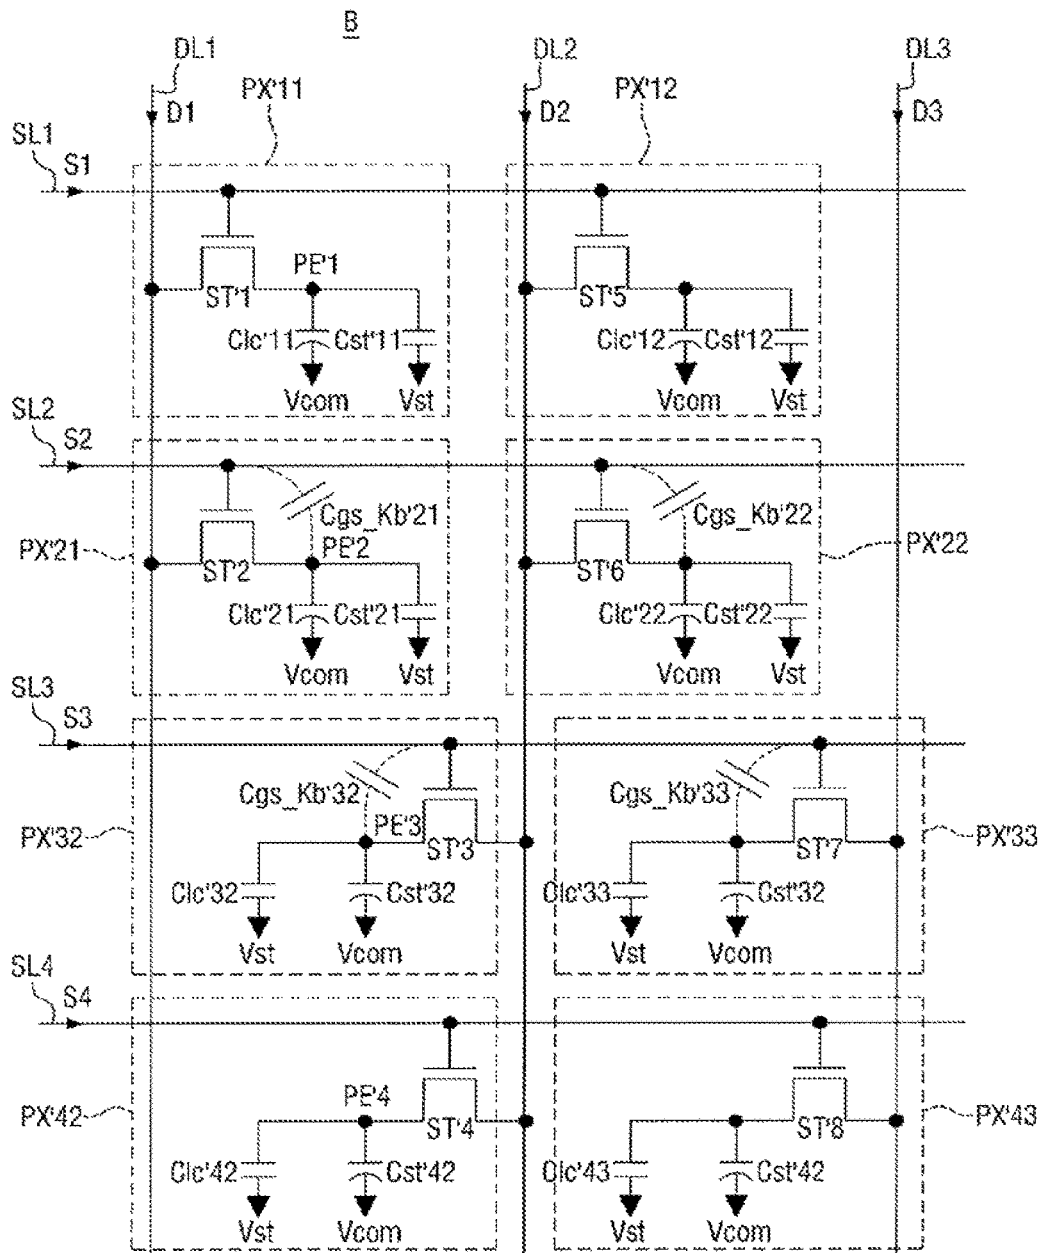 B
DL1
DL2
DL3
PX'11
PX'12
D1
D2
D3
SL1
S1
PE'1
ST'1
ST'5
Clc'11
Cst'11
Clc'12
Cst'12
Vcom
Vst
Vcom
Vst
SL2
S2
Cgs_Kb'21
Cgs_Kb'22
PX'21
PE'2
PX'22
ST'2
ST'6
Clc'21
Cst'21
Clc'22
Cst'22
Vcom
Vst
Vcom
Vst
SL3
S3
Cgs_Kb'32
Cgs_Kb'33
PX'32
PE'3
PX'33
ST'3
ST'7
Clc'32
Cst'32
Clc'33
Cst'32
Vst
Vcom
Vst
Vcom
SL4
S4
PX'42
PE'4
PX'43
ST'4
ST'8
Clc'42
Cst'42
Clc'43
Cst'42
Vst
Vcom
Vst
Vcom